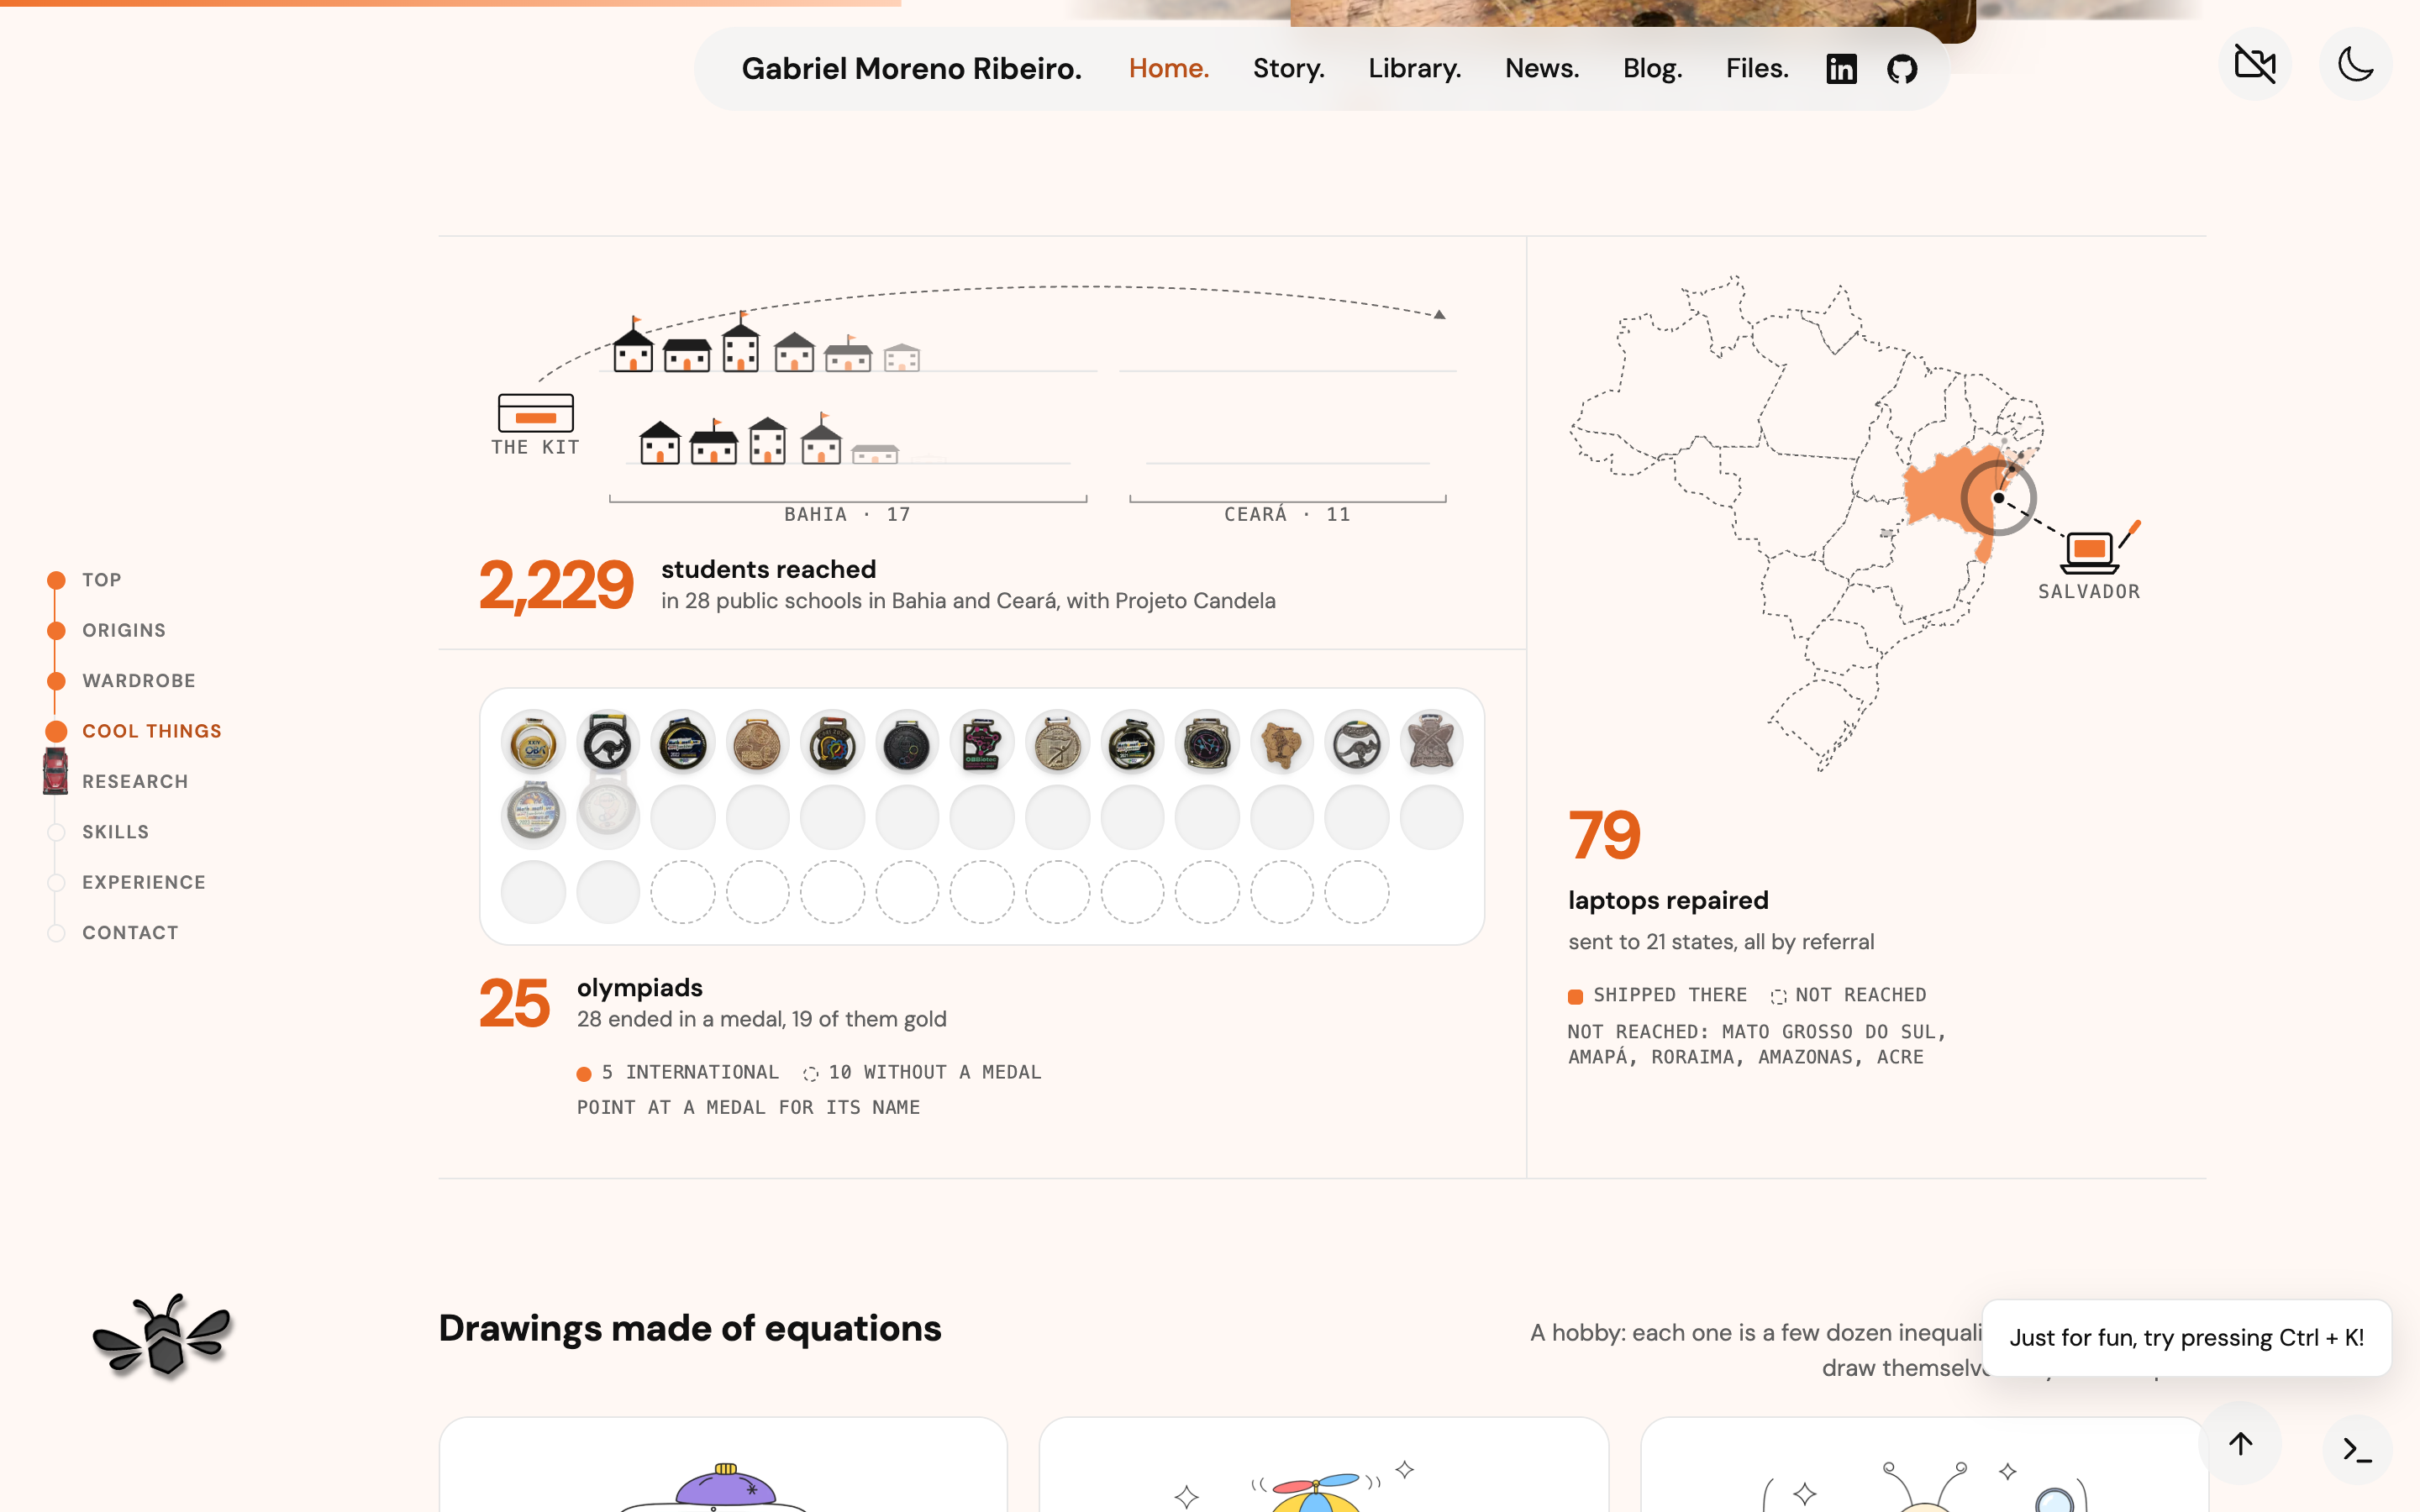 Gabriel Moreno Ribeiro. Home. Story. Library. News. Blog. Files.
THE KIT
BAHIA · 17
CEARÁ · 11
2,229
students reached
in 28 public schools in Bahia and Ceará, with Projeto Candela
TOP
ORIGINS
WARDROBE
COOL THINGS
RESEARCH
SKILLS
EXPERIENCE
CONTACT
25
olympiads
28 ended in a medal, 19 of them gold
5 INTERNATIONAL
10 WITHOUT A MEDAL
POINT AT A MEDAL FOR ITS NAME
SALVADOR
79
laptops repaired
sent to 21 states, all by referral
SHIPPED THERE
NOT REACHED
NOT REACHED: MATO GROSSO DO SUL,
AMAPÁ, RORAIMA, AMAZONAS, ACRE
Drawings made of equations
A hobby: each one is a few dozen
draw
Just for fun, try pressing Ctrl + K!